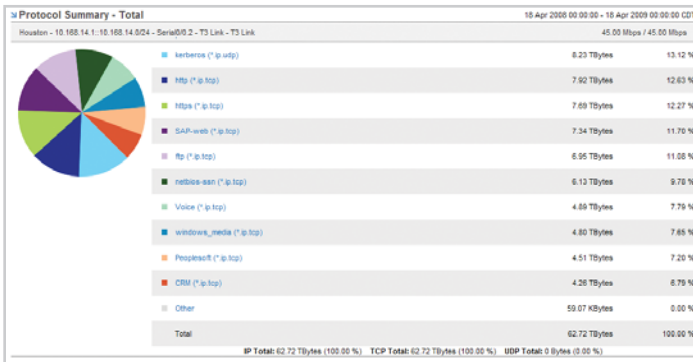 Protocol Summary - Total 18 Apr 2008 00:00:00 - 18 Apr 2009 00:00:00 CDT
Houston - 10.168.14.1::10.168.14.0/24 - Serial0/0.2 - T3 Link - T3 Link 45.00 Mbps / 45.00 Mbps
kerberos (*.ip.udp) 8.23 TBytes 13.12 %
http (*.ip.tcp) 7.92 TBytes 12.63 %
https (*.ip.tcp) 7.69 TBytes 12.27 %
SAP-web (*.ip.tcp) 7.34 TBytes 11.70 %
ftp (*.ip.tcp) 6.95 TBytes 11.08 %
netbios-ssn (*.ip.tcp) 6.13 TBytes 9.78 %
Voice (*.ip.tcp) 4.89 TBytes 7.79 %
windows_media (*.ip.tcp) 4.80 TBytes 7.65 %
Peoplesoft (*.ip.tcp) 4.51 TBytes 7.20 %
CRM (*.ip.tcp) 4.26 TBytes 6.79 %
Other 59.07 KBytes 0.00 %
Total 62.72 TBytes 100.00 %
IP Total: 62.72 TBytes (100.00 %) TCP Total: 62.72 TBytes (100.00 %) UDP Total: 0 Bytes (0.00 %)